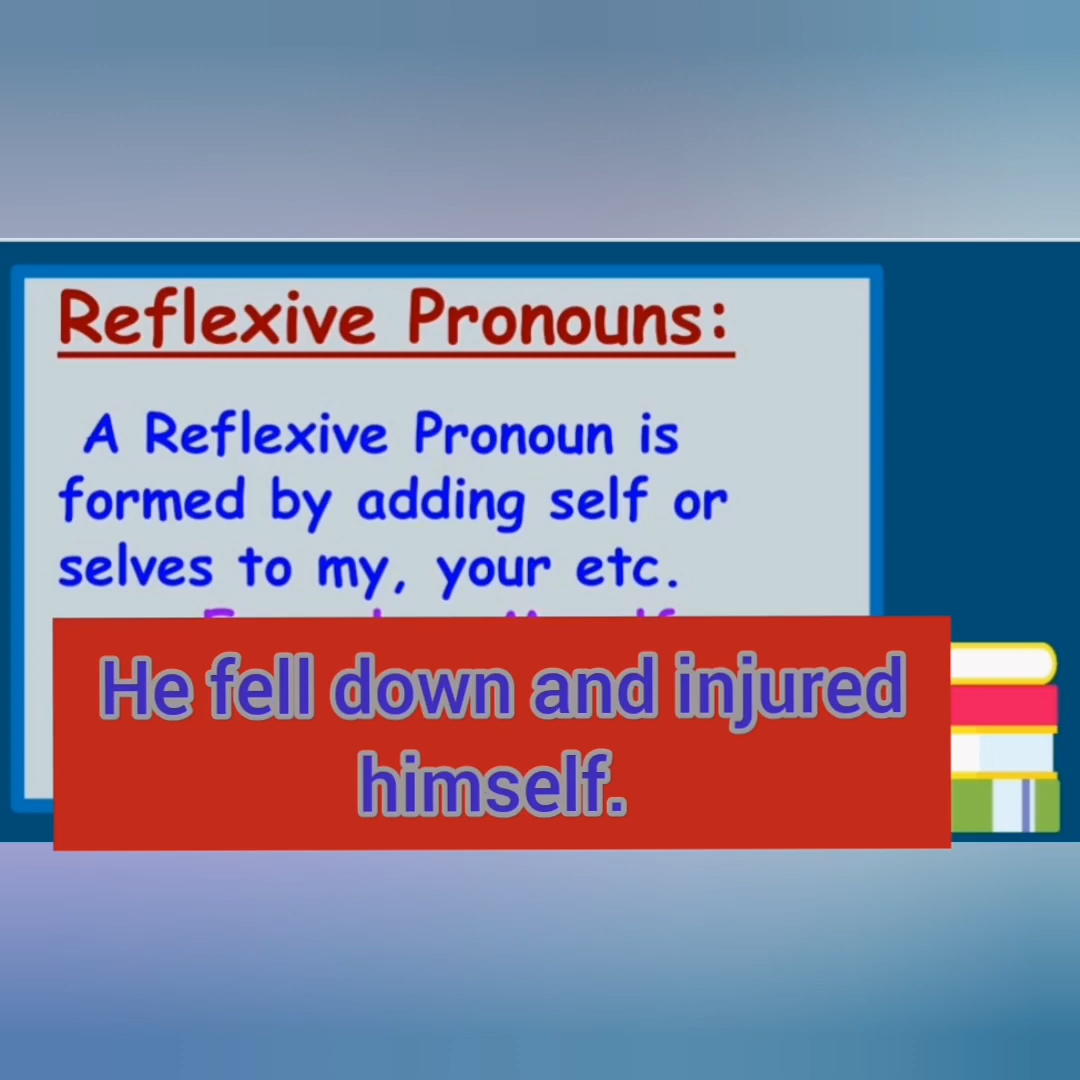 Reflexive Pronouns:
A Reflexive Pronoun is
formed by adding self or
selves to my, your etc.
He fell down and injured
himself.